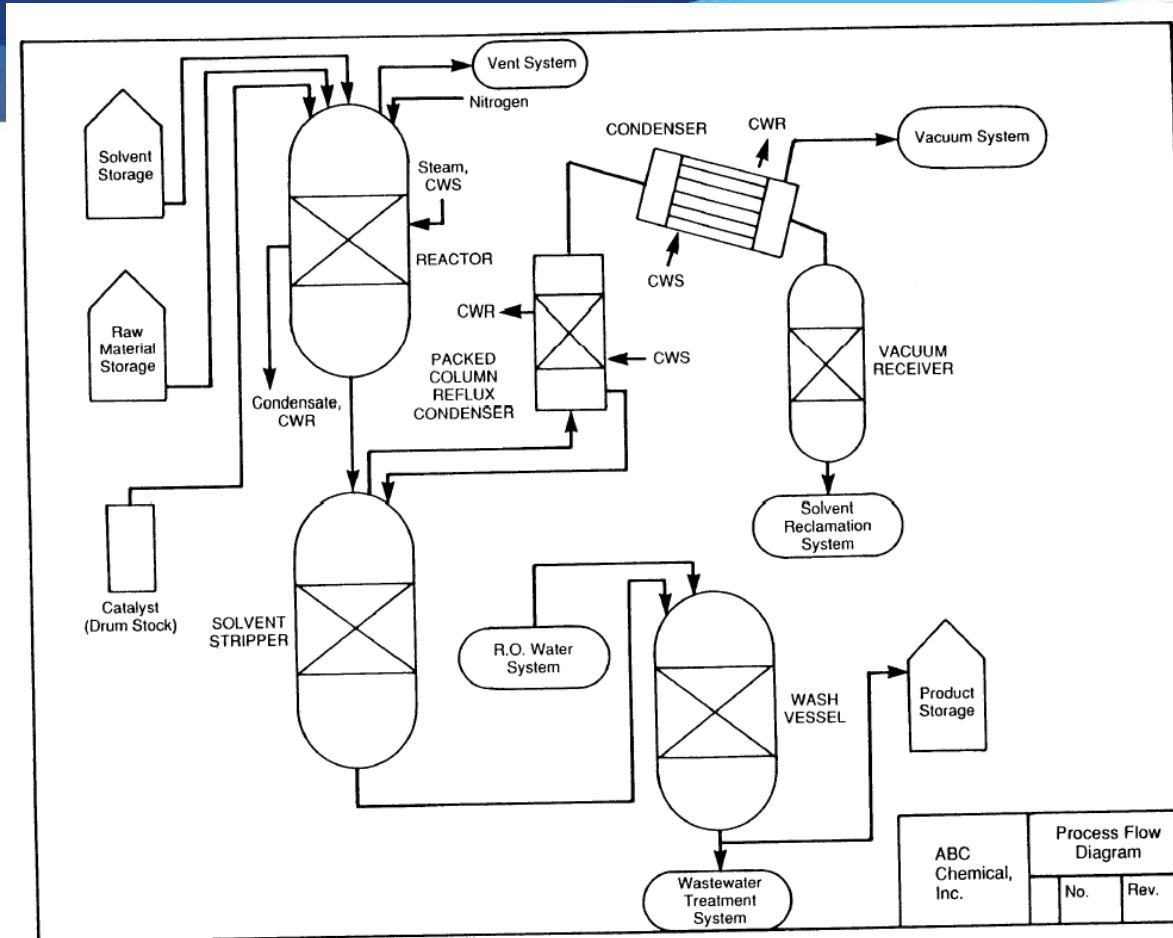 Vent System
Nitrogen
Solvent
Storage
Steam,
CWS
REACTOR
Raw
Material
Storage
Condensate,
CWR
Catalyst
(Drum Stock)
CONDENSER
CWR
Vacuum System
CWS
CWR
CWS
PACKED
COLUMN
REFLUX
CONDENSER
VACUUM
RECEIVER
Solvent
Reclamation
System
SOLVENT
STRIPPER
R.O. Water
System
WASH
VESSEL
Product
Storage
Wastewater
Treatment
System
ABC
Chemical,
Inc.
Process Flow
Diagram
No.
Rev.